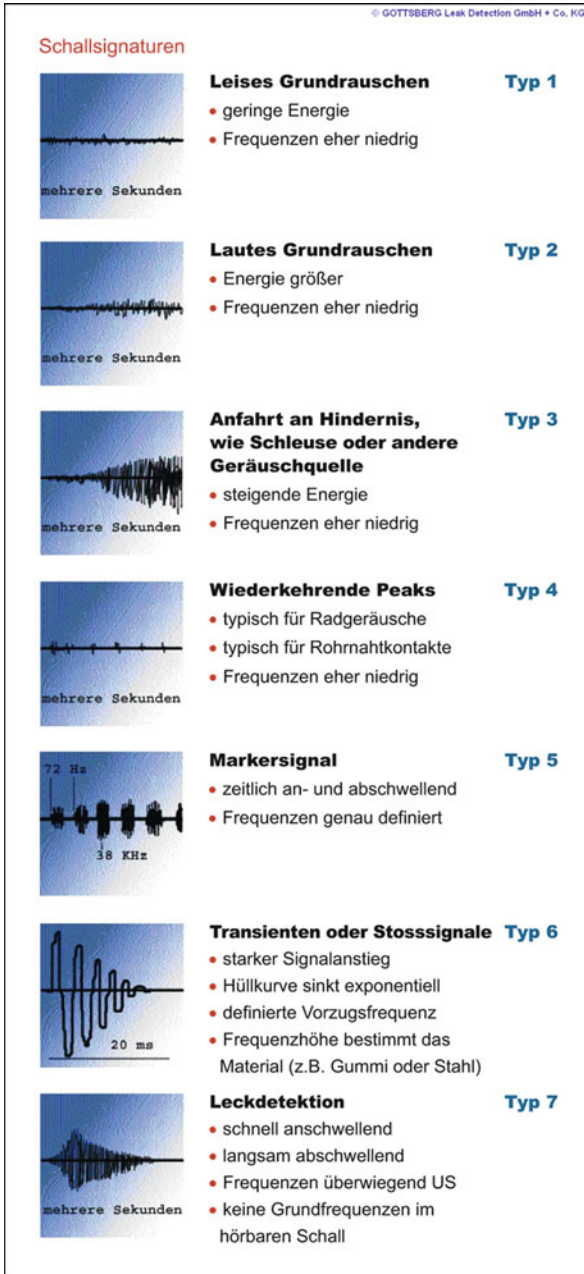 © GOTTSBERG Leak Detection GmbH + Co. KG
Schallsignaturen
mehrere Sekunden
Leises Grundrauschen Typ 1
• geringe Energie
• Frequenzen eher niedrig
mehrere Sekunden
Lautes Grundrauschen Typ 2
• Energie größer
• Frequenzen eher niedrig
mehrere Sekunden
Anfahrt an Hindernis, Typ 3
wie Schleuse oder andere
Geräuschquelle
• steigende Energie
• Frequenzen eher niedrig
mehrere Sekunden
Wiederkehrende Peaks Typ 4
• typisch für Radgeräusche
• typisch für Rohrnahtkontakte
• Frequenzen eher niedrig
72 Hz
38 KHz
Markersignal Typ 5
• zeitlich an- und abschwellend
• Frequenzen genau definiert
20 ms
Transienten oder Stosssignale Typ 6
• starker Signalanstieg
• Hüllkurve sinkt exponentiell
• definierte Vorzugsfrequenz
• Frequenzhöhe bestimmt das
Material (z.B. Gummi oder Stahl)
mehrere Sekunden
Leckdetektion Typ 7
• schnell anschwellend
• langsam abschwellend
• Frequenzen überwiegend US
• keine Grundfrequenzen im
hörbaren Schall